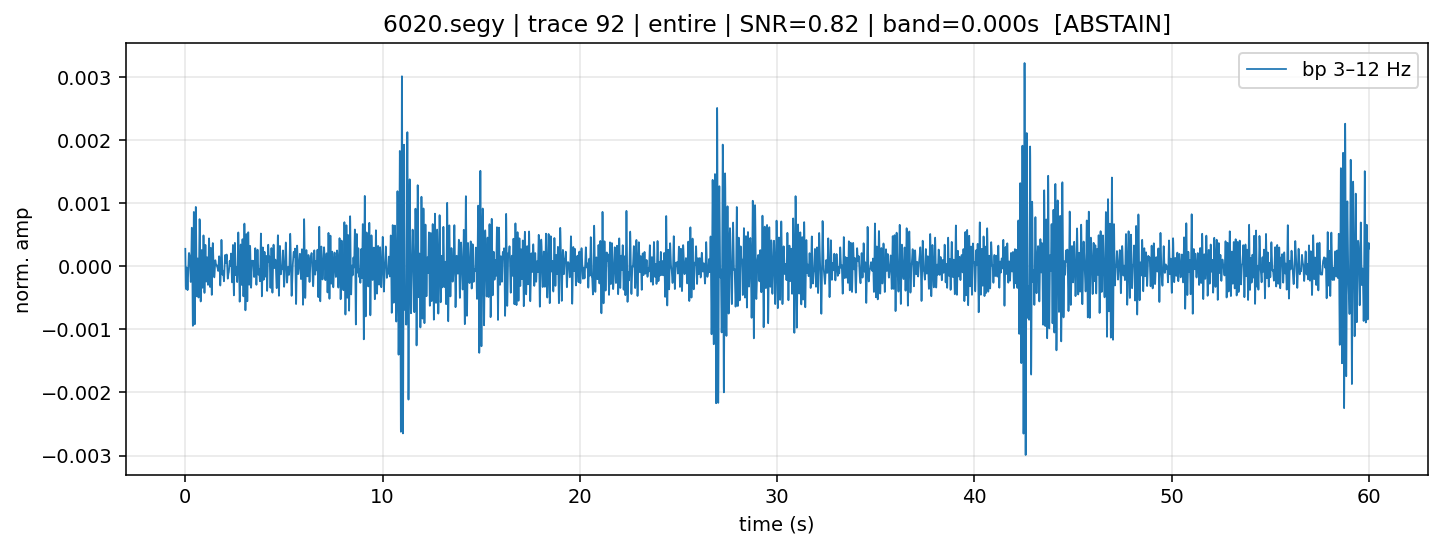 6020.segy | trace 92 | entire | SNR=0.82 | band=0.000s  [ABSTAIN]
bp 3–12 Hz
norm. amp
0.003
0.002
0.001
0.000
−0.001
−0.002
−0.003
0 10 20 30 40 50 60
time (s)